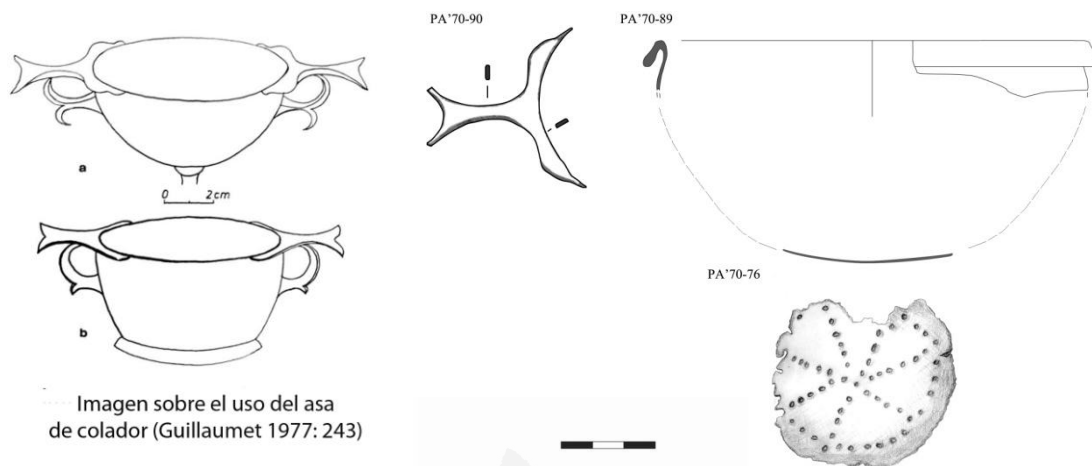 PA'70-90
PA'70-89
a
0 2cm
PA'70-76
b
Imagen sobre el uso del asa
de colador (Guillaumet 1977: 243)